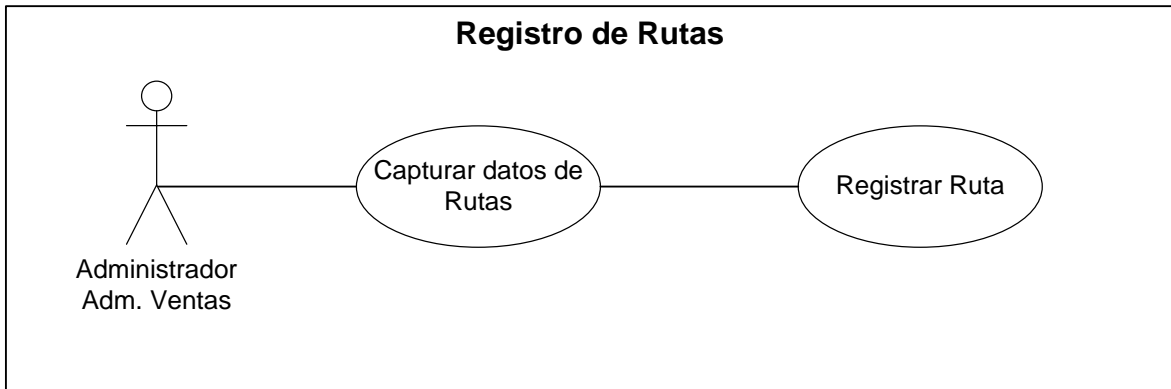 Registro de Rutas
Capturar datos de
Rutas
Registrar Ruta
Administrador
Adm. Ventas